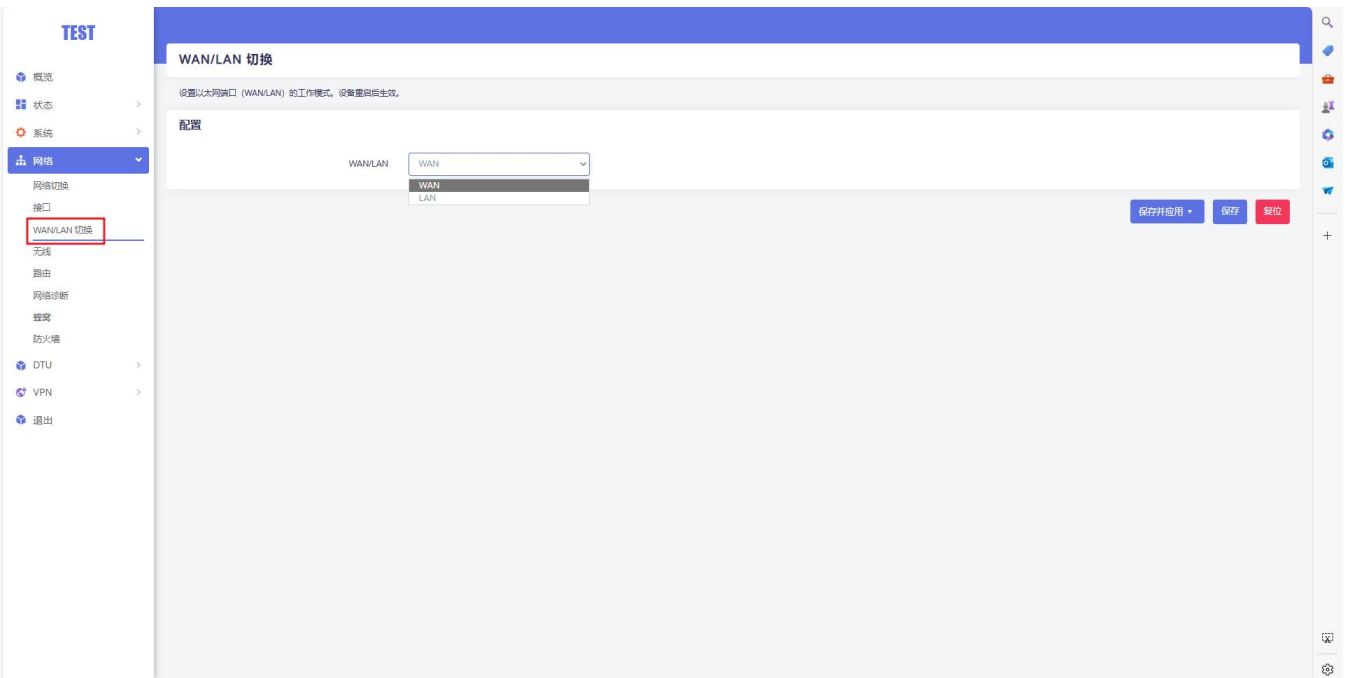 TEST
概览
状态
系统
网络
网络切换
接口
WAN/LAN 切换
无线
路由
网络诊断
蜂窝
防火墙
DTU
VPN
退出
WAN/LAN 切换
设置以太网端口（WAN/LAN）的工作模式。设备重启后生效。
配置
WAN/LAN WAN
WAN
LAN
保存并应用 保存 复位